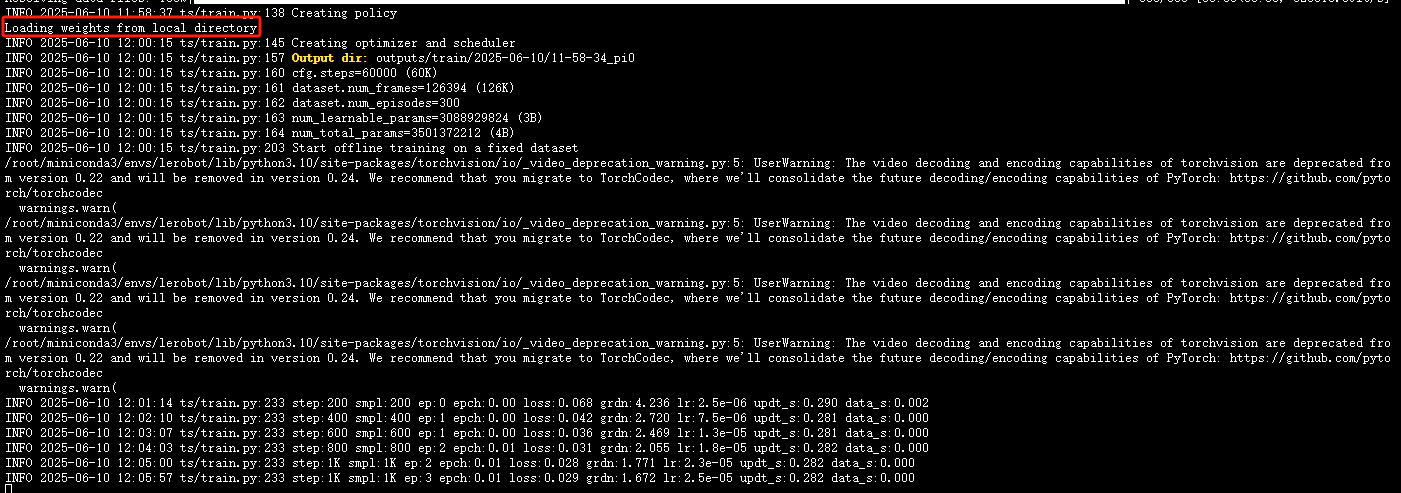 INFO 2025-06-10 11:58:37 ts/train.py:138 Creating policy
Loading weights from local directory
INFO 2025-06-10 12:00:15 ts/train.py:145 Creating optimizer and scheduler
INFO 2025-06-10 12:00:15 ts/train.py:157 Output dir: outputs/train/2025-06-10/11-58-34_pi0
INFO 2025-06-10 12:00:15 ts/train.py:160 cfg.steps=60000 (60K)
INFO 2025-06-10 12:00:15 ts/train.py:161 dataset.num_frames=126394 (126K)
INFO 2025-06-10 12:00:15 ts/train.py:162 dataset.num_episodes=300
INFO 2025-06-10 12:00:15 ts/train.py:163 num_learnable_params=3088929824 (3B)
INFO 2025-06-10 12:00:15 ts/train.py:164 num_total_params=3501372212 (4B)
INFO 2025-06-10 12:00:15 ts/train.py:203 Start offline training on a fixed dataset
/root/miniconda3/envs/lerobot/lib/python3.10/site-packages/torchvision/io/_video_deprecation_warning.py:5: UserWarning: The video decoding and encoding capabilities of torchvision are deprecated fro
m version 0.22 and will be removed in version 0.24. We recommend that you migrate to TorchCodec, where we'll consolidate the future decoding/encoding capabilities of PyTorch: https://github.com/pyto
rch/torchcodec
  warnings.warn(
/root/miniconda3/envs/lerobot/lib/python3.10/site-packages/torchvision/io/_video_deprecation_warning.py:5: UserWarning: The video decoding and encoding capabilities of torchvision are deprecated fro
m version 0.22 and will be removed in version 0.24. We recommend that you migrate to TorchCodec, where we'll consolidate the future decoding/encoding capabilities of PyTorch: https://github.com/pyto
rch/torchcodec
  warnings.warn(
/root/miniconda3/envs/lerobot/lib/python3.10/site-packages/torchvision/io/_video_deprecation_warning.py:5: UserWarning: The video decoding and encoding capabilities of torchvision are deprecated fro
m version 0.22 and will be removed in version 0.24. We recommend that you migrate to TorchCodec, where we'll consolidate the future decoding/encoding capabilities of PyTorch: https://github.com/pyto
rch/torchcodec
  warnings.warn(
/root/miniconda3/envs/lerobot/lib/python3.10/site-packages/torchvision/io/_video_deprecation_warning.py:5: UserWarning: The video decoding and encoding capabilities of torchvision are deprecated fro
m version 0.22 and will be removed in version 0.24. We recommend that you migrate to TorchCodec, where we'll consolidate the future decoding/encoding capabilities of PyTorch: https://github.com/pyto
rch/torchcodec
  warnings.warn(
INFO 2025-06-10 12:01:14 ts/train.py:233 step:200 smpl:200 ep:0 epch:0.00 loss:0.068 grdn:4.236 lr:2.5e-06 updt_s:0.290 data_s:0.002
INFO 2025-06-10 12:02:10 ts/train.py:233 step:400 smpl:400 ep:1 epch:0.00 loss:0.042 grdn:2.720 lr:7.5e-06 updt_s:0.281 data_s:0.000
INFO 2025-06-10 12:03:07 ts/train.py:233 step:600 smpl:600 ep:1 epch:0.00 loss:0.036 grdn:2.469 lr:1.3e-05 updt_s:0.281 data_s:0.000
INFO 2025-06-10 12:04:03 ts/train.py:233 step:800 smpl:800 ep:2 epch:0.01 loss:0.031 grdn:2.055 lr:1.8e-05 updt_s:0.282 data_s:0.000
INFO 2025-06-10 12:05:00 ts/train.py:233 step:1K smpl:1K ep:2 epch:0.01 loss:0.028 grdn:1.771 lr:2.3e-05 updt_s:0.282 data_s:0.000
INFO 2025-06-10 12:05:57 ts/train.py:233 step:1K smpl:1K ep:3 epch:0.01 loss:0.029 grdn:1.672 lr:2.5e-05 updt_s:0.282 data_s:0.000